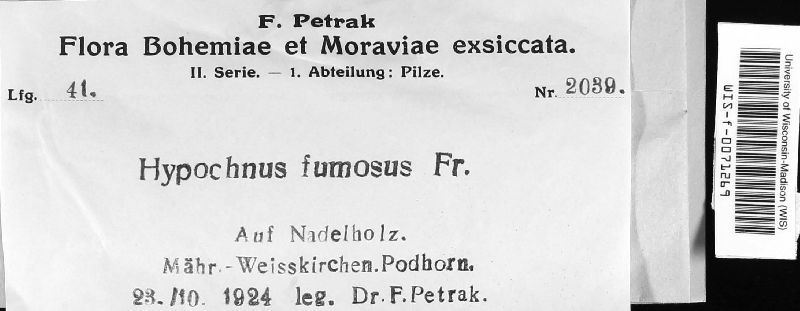 F. Petrak
Flora Bohemiae et Moraviae exsiccata.
II. Serie. — 1. Abteilung: Pilze.
Lfg. 41.
Nr. 2039.
Hypochnus fumosus Fr.
Auf Nadelholz.
Mähr.-Weisskirchen.Podhorn.
23./10. 1924 leg. Dr.F.Petrak.
University of Wisconsin-Madison (WIS)
WIS-f-0071269